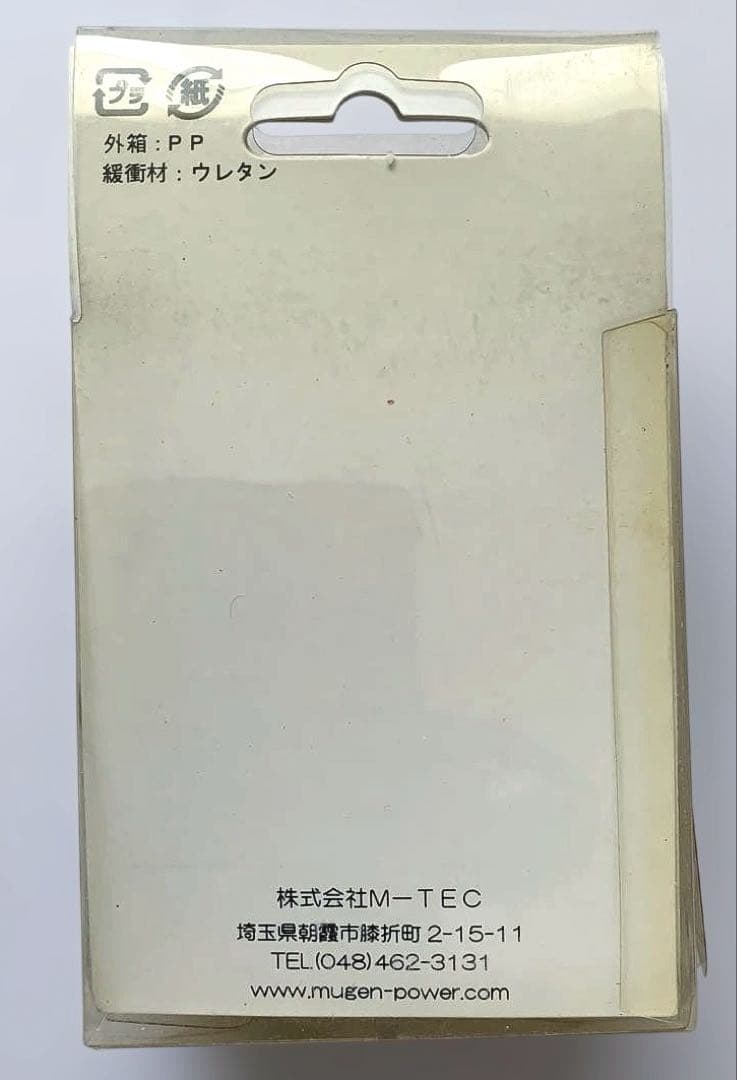 プラ 紙
外箱：ＰＰ
緩衝材：ウレタン
株式会社M－ＴＥＣ
埼玉県朝霞市膝折町 2-15-11
TEL.(048)462-3131
www.mugen-power.com